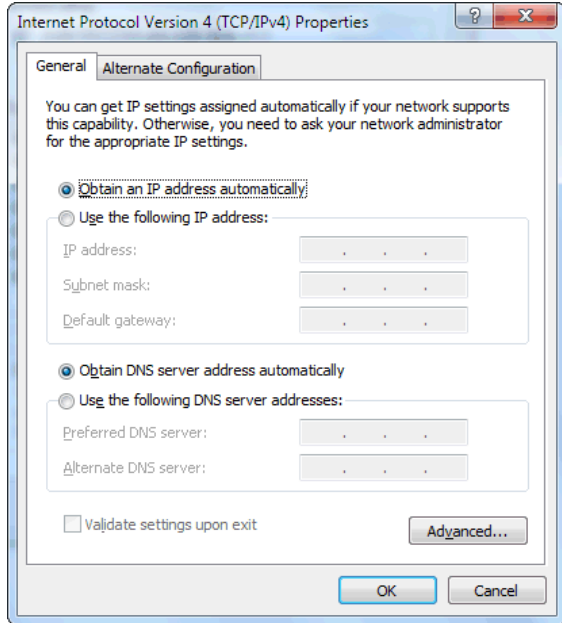 Internet Protocol Version 4 (TCP/IPv4) Properties
?
X
General
Alternate Configuration
You can get IP settings assigned automatically if your network supports
this capability. Otherwise, you need to ask your network administrator
for the appropriate IP settings.
Obtain an IP address automatically
Use the following IP address:
IP address:
. . .
Subnet mask:
. . .
Default gateway:
. . .
Obtain DNS server address automatically
Use the following DNS server addresses:
Preferred DNS server:
. . .
Alternate DNS server:
. . .
Validate settings upon exit
Advanced...
OK
Cancel